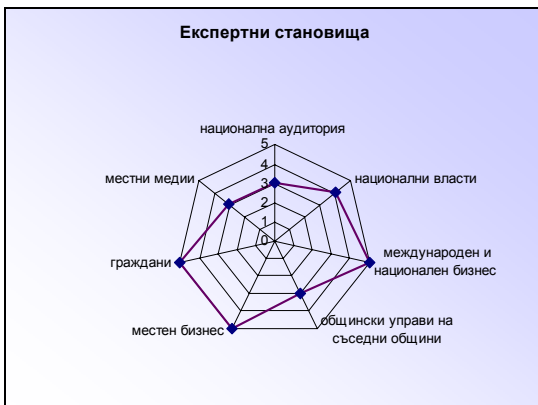 Експертни становища
национална аудитория
5
4
3
2
1
0
национални власти
международен и
национален бизнес
общински управи на
съседни общини
местен бизнес
граждани
местни медии